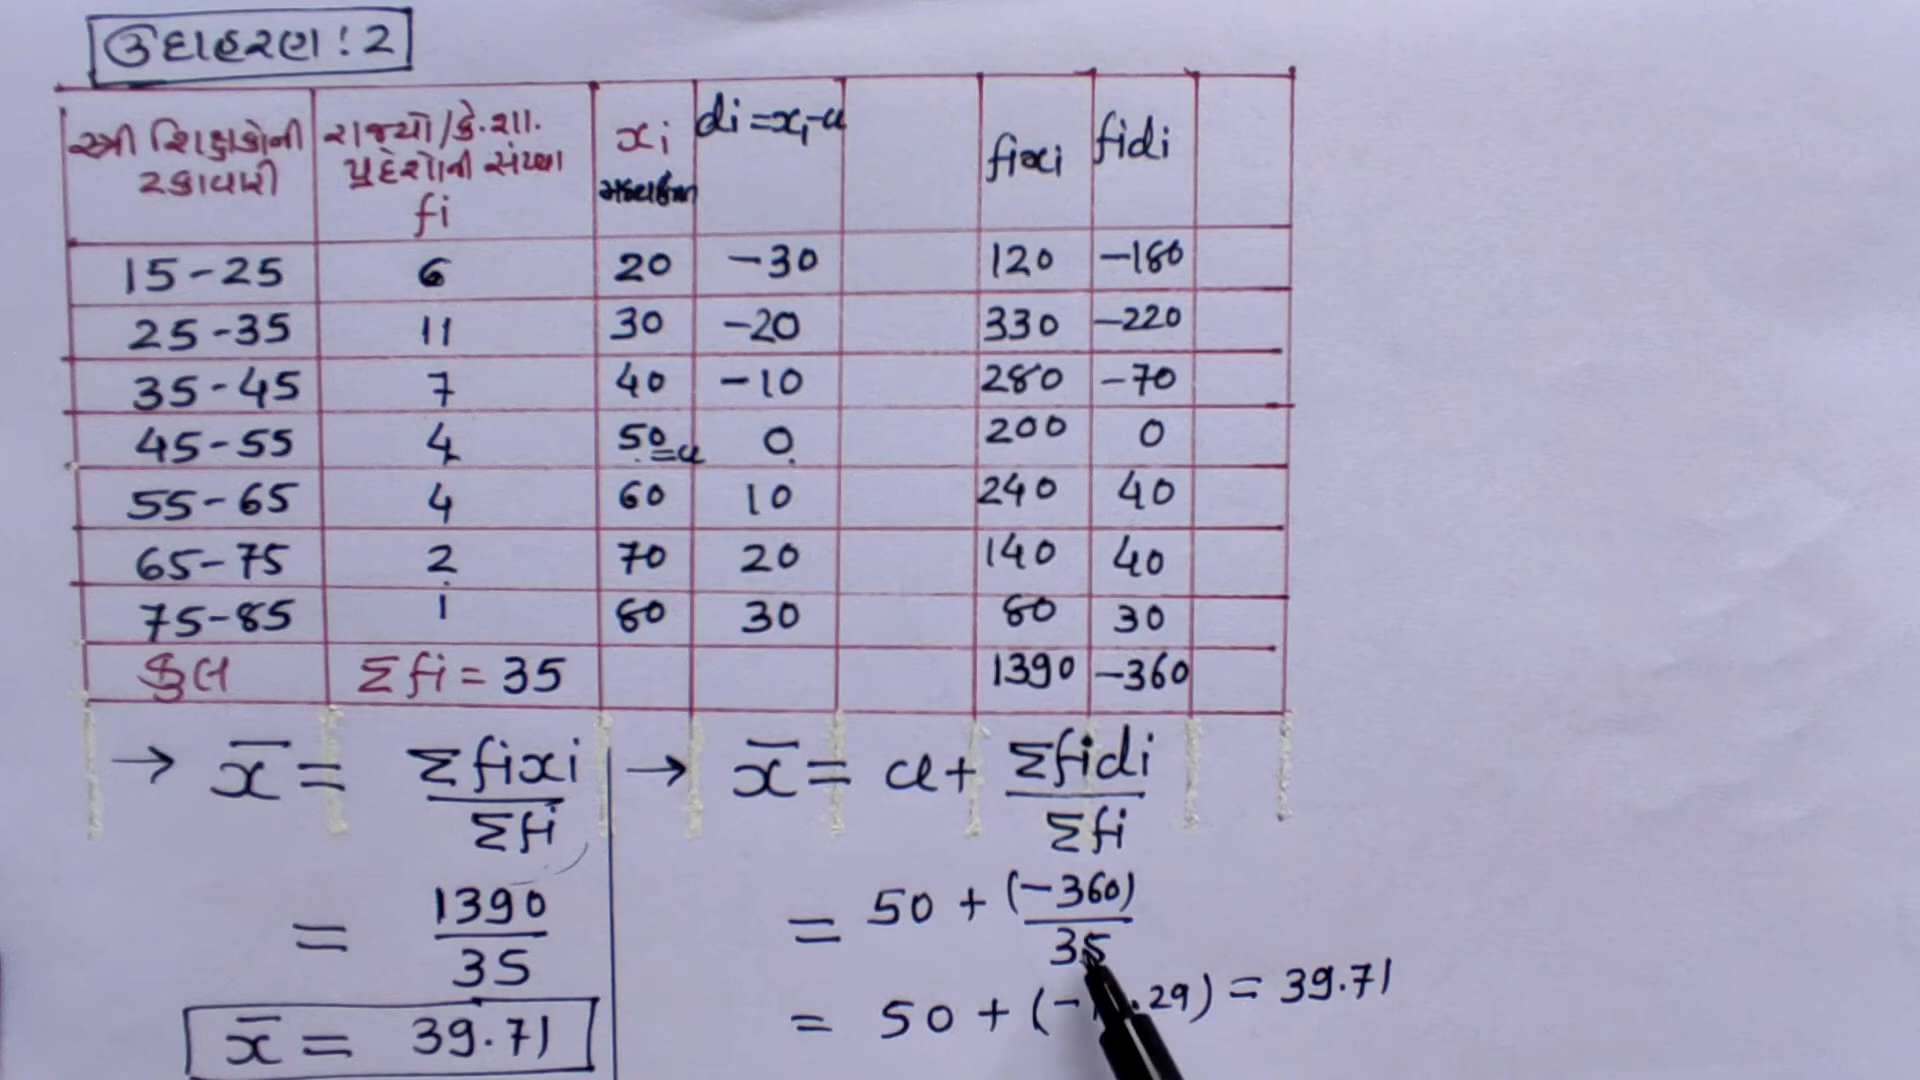 ઉદાહરણ : 2
સ્ત્રી શિક્ષકોની ટકાવારી | રાજ્યો/કે.શા. પ્રદેશોની સંખ્યા fi | xi મધ્યકિંમત | di = xi-a | | fixi | fidi
15-25 | 6 | 20 | -30 | | 120 | -180
25-35 | 11 | 30 | -20 | | 330 | -220
35-45 | 7 | 40 | -10 | | 280 | -70
45-55 | 4 | 50=a | 0 | | 200 | 0
55-65 | 4 | 60 | 10 | | 240 | 40
65-75 | 2 | 70 | 20 | | 140 | 40
75-85 | 1 | 80 | 30 | | 80 | 30
કુલ | Σfi = 35 | | | | 1390 | -360
→ x̄ = Σfixi / Σfi
= 1390 / 35
x̄ = 39.71
→ x̄ = a + Σfidi / Σfi
= 50 + (-360) / 35
= 50 + (- .29) = 39.71